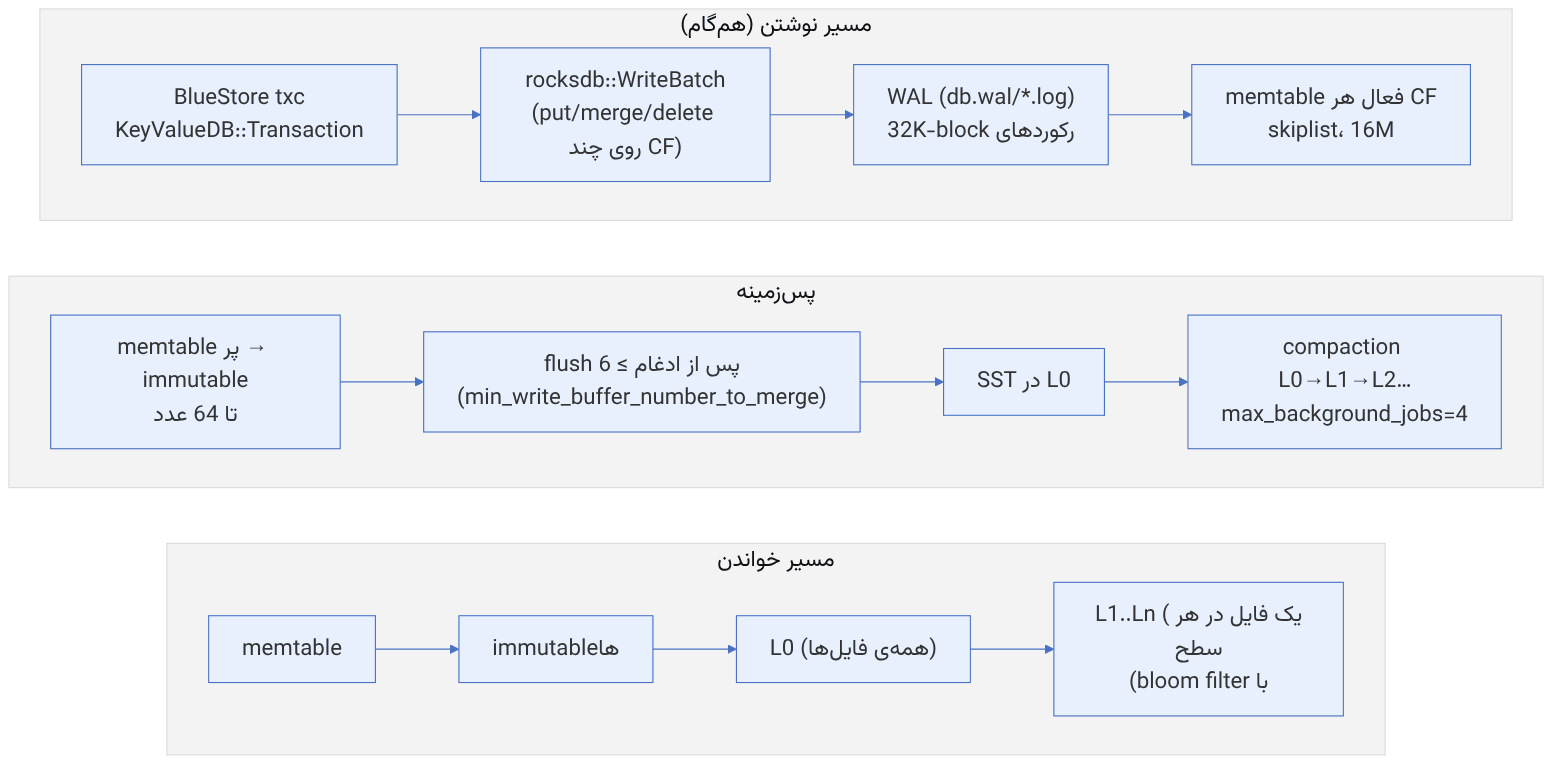 مسیر نوشتن (هم‌گام)
BlueStore txc
KeyValueDB::Transaction
rocksdb::WriteBatch
(put/merge/delete
روی چند CF)
WAL (db.wal/*.log)
رکوردهای 32K-block
memtable فعال هر CF
skiplist، 16M
پس‌زمینه
memtable پر →
immutable
تا 64 عدد
flush پس از ادغام ≥ 6
(min_write_buffer_number_to_merge)
SST در L0
compaction
L0→L1→L2…
max_background_jobs=4
مسیر خواندن
memtable
immutableها
L0 (همه‌ی فایل‌ها)
L1..Ln (یک فایل در هر
سطح
با bloom filter)